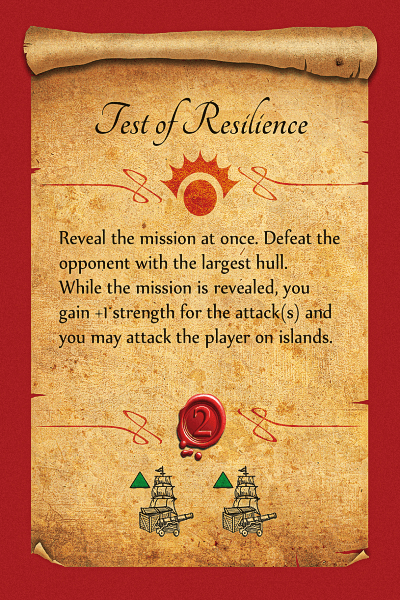 Test of Resilience
Reveal the mission at once. Defeat the
opponent with the largest hull.
While the mission is revealed, you
gain +1 strength for the attack(s) and
you may attack the player on islands.
2